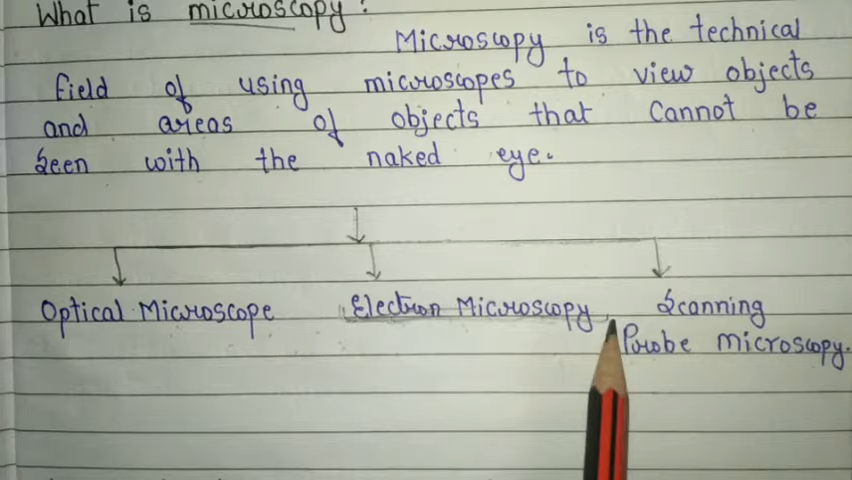 What is microscopy?
Microscopy is the technical
field of using microscopes to view objects
and areas of objects that cannot be
seen with the naked eye.
Optical Microscope Electron Microscopy, Scanning
Probe microscopy.